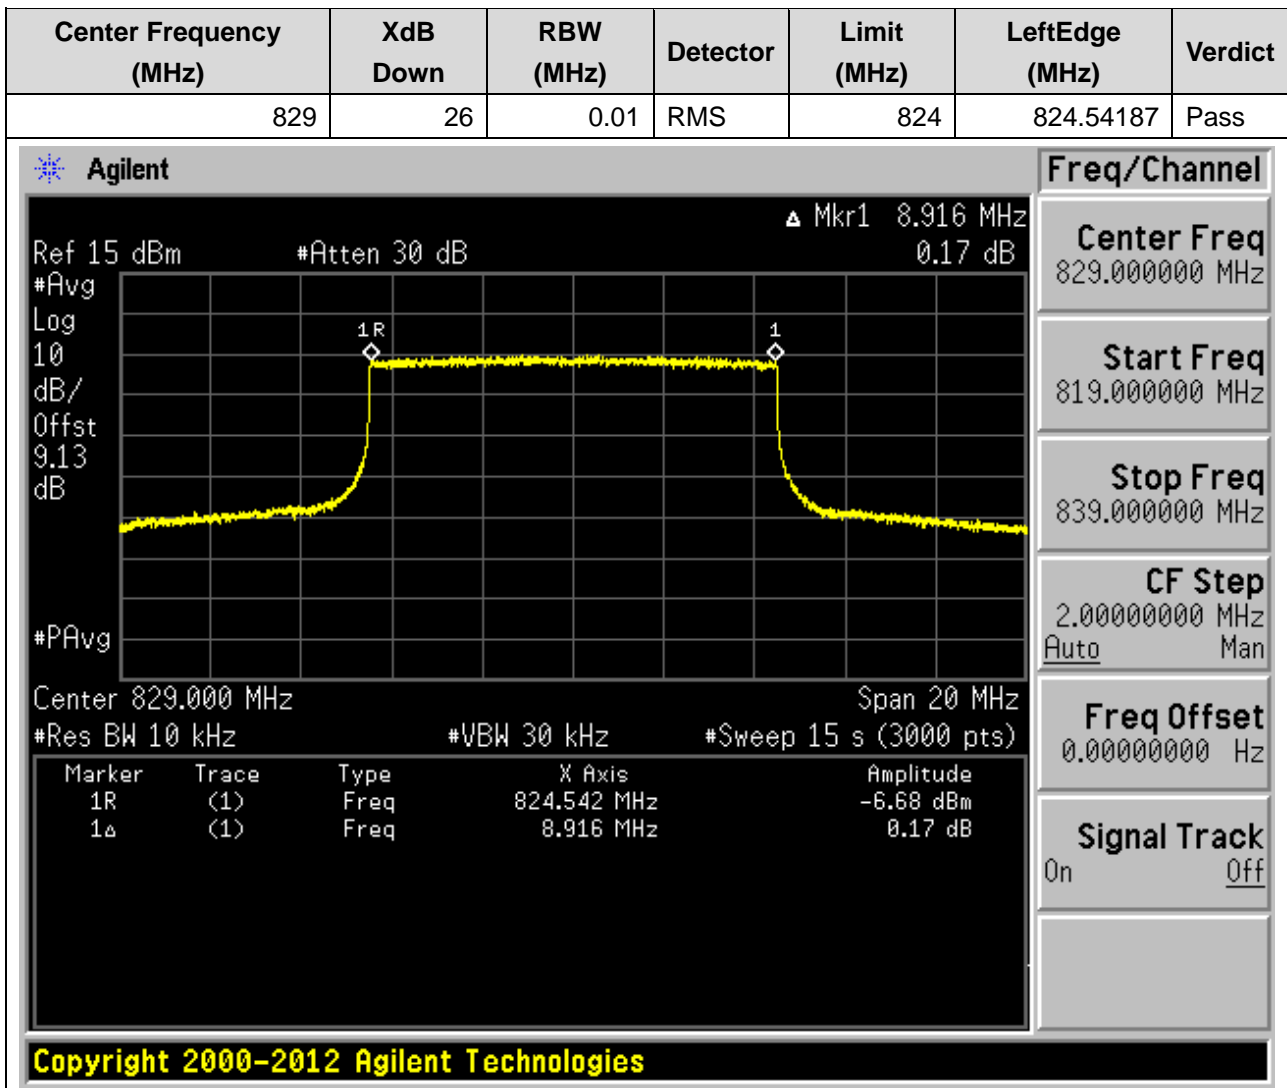 Center Frequency (MHz) XdB Down RBW (MHz) Detector Limit (MHz) LeftEdge (MHz) Verdict
829 26 0.01 RMS 824 824.54187 Pass
Agilent
Freq/Channel
Δ Mkr1 8.916 MHz
Ref 15 dBm #Atten 30 dB 0.17 dB
#Avg
Log
10
dB/
Offst
9.13
dB
1R 1
#PAvg
Center 829.000 MHz Span 20 MHz
#Res BW 10 kHz #VBW 30 kHz #Sweep 15 s (3000 pts)
Marker Trace Type X Axis Amplitude
1R (1) Freq 824.542 MHz -6.68 dBm
1Δ (1) Freq 8.916 MHz 0.17 dB
Center Freq
829.000000 MHz
Start Freq
819.000000 MHz
Stop Freq
839.000000 MHz
CF Step
2.00000000 MHz
Auto Man
Freq Offset
0.00000000 Hz
Signal Track
On Off
Copyright 2000-2012 Agilent Technologies